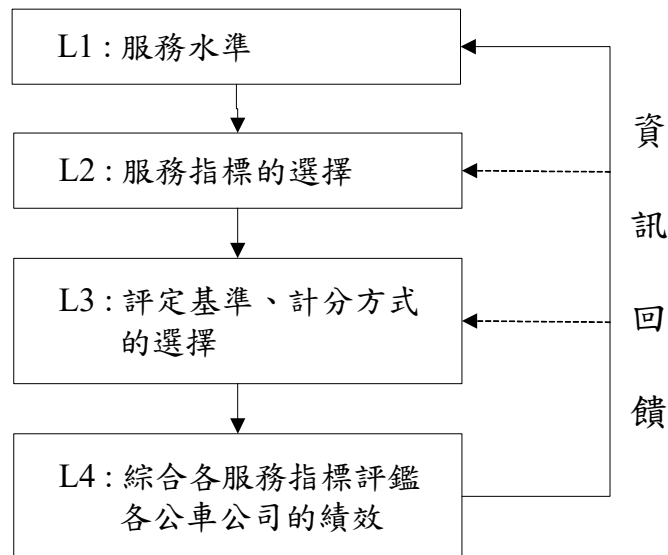 L1 : 服務水準
L2 : 服務指標的選擇
L3 : 評定基準、計分方式
的選擇
L4 : 綜合各服務指標評鑑
各公車公司的績效
資
訊
回
饋